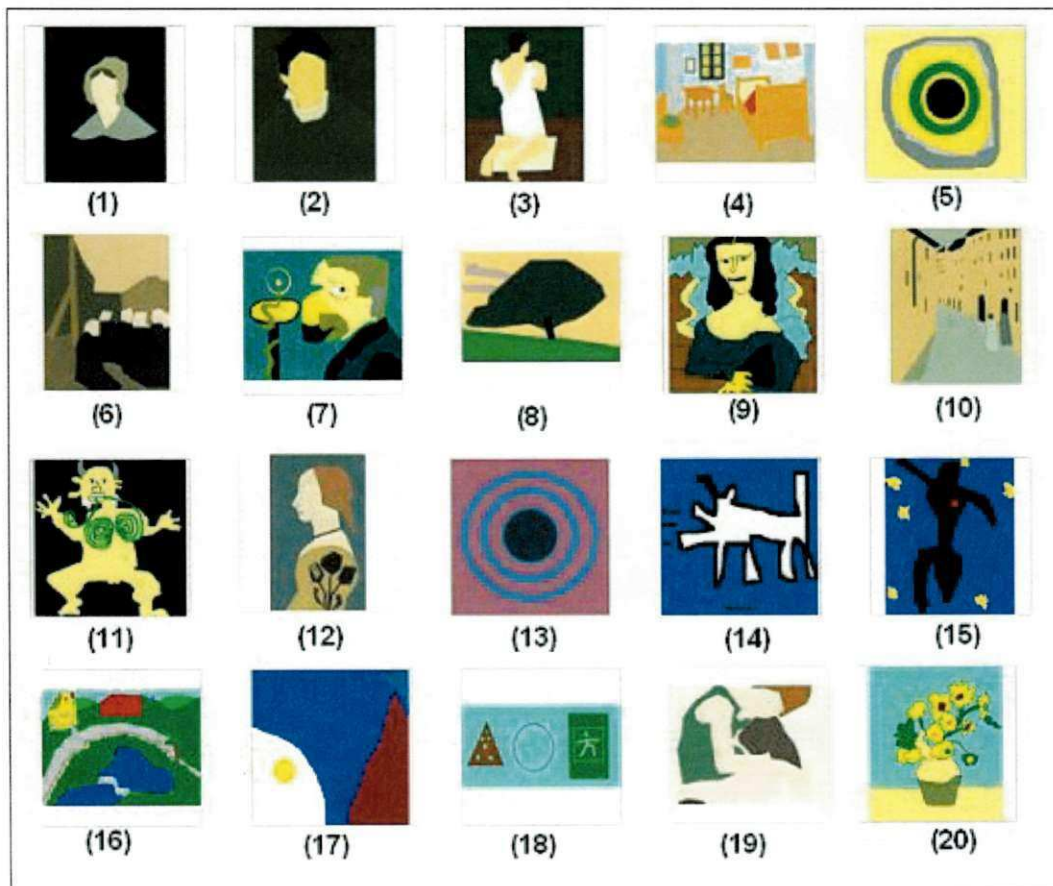 (1) (2) (3) (4) (5)
(6) (7) (8) (9) (10)
(11) (12) (13) (14) (15)
(16) (17) (18) (19) (20)